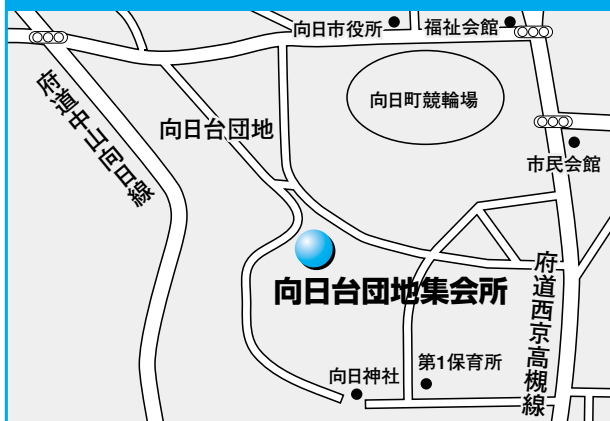 向日市役所
福祉会館
府道中山向日線
向日町競輪場
向日台団地
市民会館
向日台団地集会所
府道西京高槻線
第1保育所
向日神社